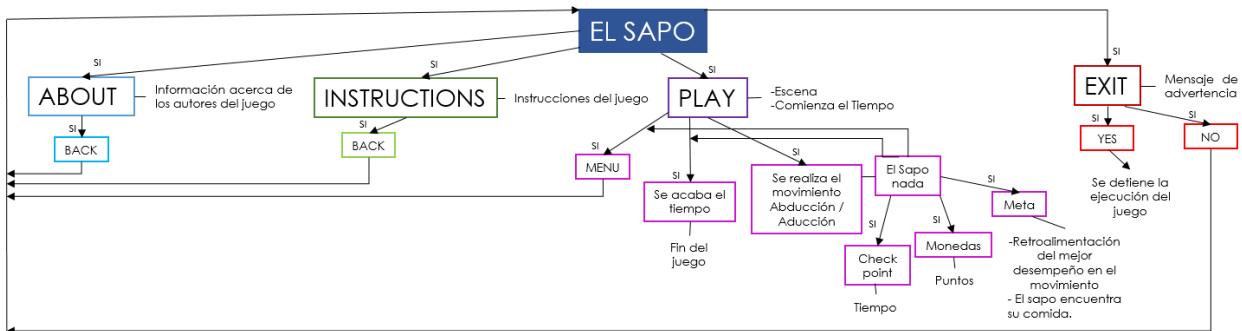 EL SAPO
SI
SI
SI
SI
ABOUT
Información acerca de
los autores del juego
INSTRUCTIONS
Instrucciones del juego
PLAY
-Escena
-Comienza el Tiempo
EXIT
Mensaje de
advertencia
SI
BACK
SI
BACK
SI
MENU
SI
Se acaba el
tiempo
Fin del
juego
SI
Se realiza el
movimiento
Abducción /
Aducción
El Sapo
nada
SI
Check
point
Tiempo
SI
Monedas
Puntos
SI
Meta
-Retroalimentación
del mejor
desempeño en el
movimiento
- El sapo encuentra
su comida.
SI
YES
Se detiene la
ejecución del
juego
SI
NO